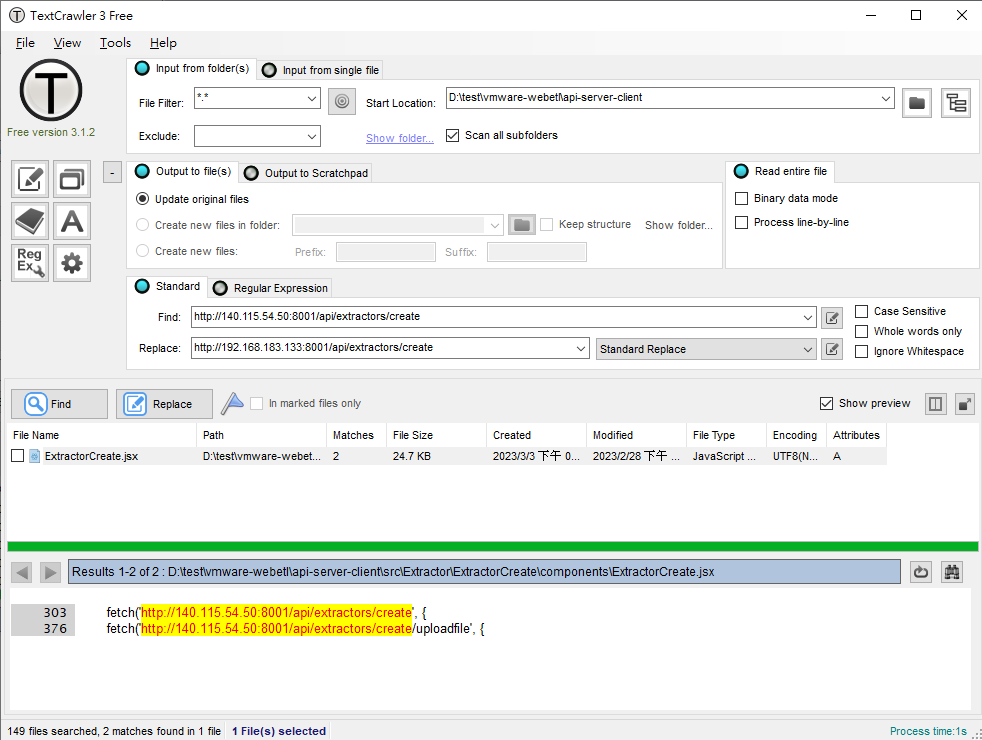 TextCrawler 3 Free
File View Tools Help
T
Free version 3.1.2
Reg
Ex
Input from folder(s) Input from single file
File Filter: *.* Start Location: D:\test\vmware-webetl\api-server-client
Exclude: Show folder... Scan all subfolders
- Output to file(s) Output to Scratchpad Read entire file
Update original files Binary data mode
Create new files in folder: Keep structure Show folder... Process line-by-line
Create new files: Prefix: Suffix:
Standard Regular Expression
Find: http://140.115.54.50:8001/api/extractors/create Case Sensitive
Whole words only
Replace: http://192.168.183.133:8001/api/extractors/create Standard Replace Ignore Whitespace
Find Replace In marked files only Show preview
File Name Path Matches File Size Created Modified File Type Encoding Attributes
ExtractorCreate.jsx D:\test\vmware-webet... 2 24.7 KB 2023/3/3 下午 0... 2023/2/28 下午 ... JavaScript ... UTF8(N... A
Results 1-2 of 2 : D:\test\vmware-webetl\api-server-client\src\Extractor\ExtractorCreate\components\ExtractorCreate.jsx
303 fetch('http://140.115.54.50:8001/api/extractors/create', {
376 fetch('http://140.115.54.50:8001/api/extractors/create/uploadfile', {
149 files searched, 2 matches found in 1 file 1 File(s) selected Process time:1s